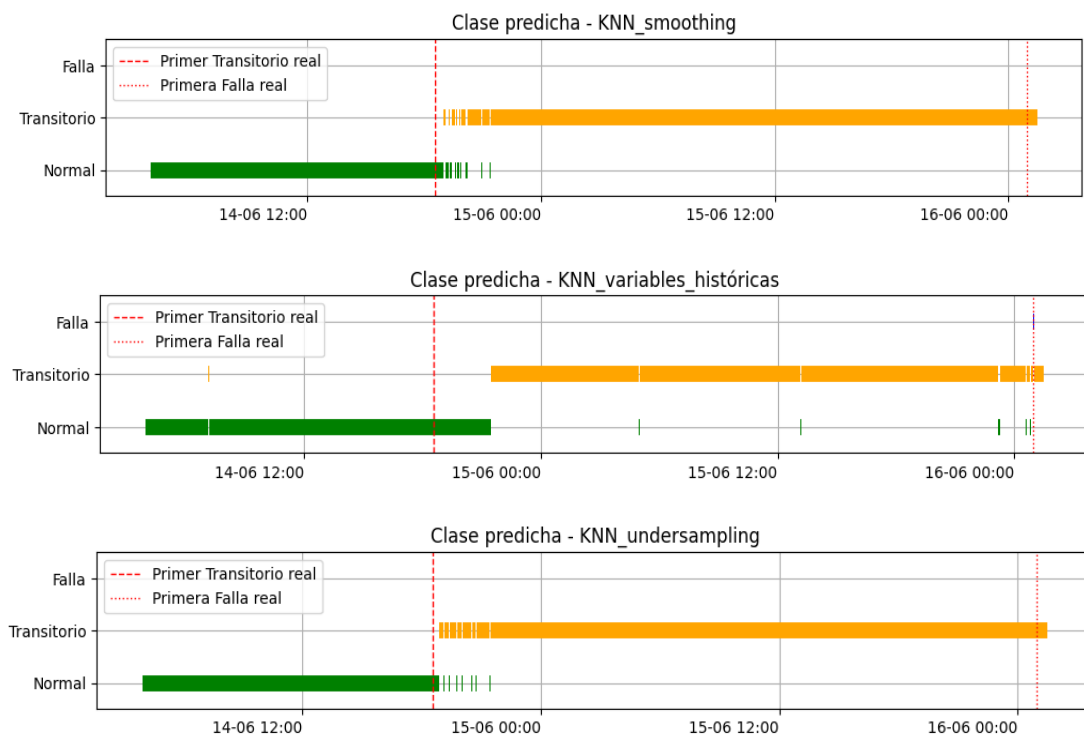 Clase predicha - KNN_smoothing
Primer Transitorio real
Primera Falla real
Falla
Transitorio
Normal
14-06 12:00
15-06 00:00
15-06 12:00
16-06 00:00
Clase predicha - KNN_variables_históricas
Primer Transitorio real
Primera Falla real
Falla
Transitorio
Normal
14-06 12:00
15-06 00:00
15-06 12:00
16-06 00:00
Clase predicha - KNN_undersampling
Primer Transitorio real
Primera Falla real
Falla
Transitorio
Normal
14-06 12:00
15-06 00:00
15-06 12:00
16-06 00:00